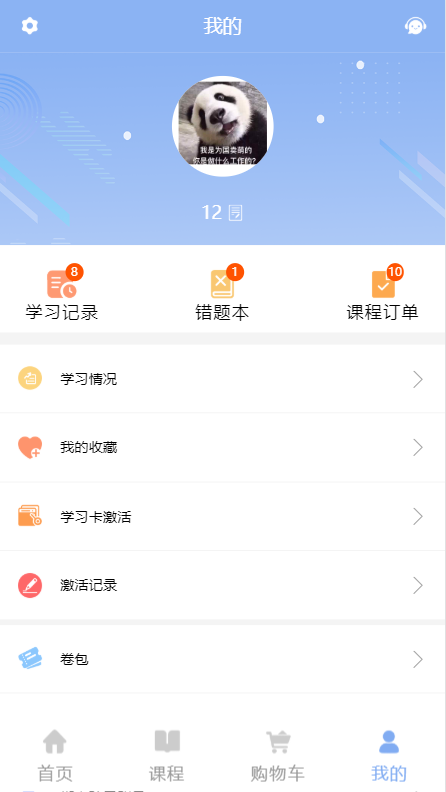 我的
我是为国卖萌的
你是做什么工作的?
12
8
1
10
学习记录
错题本
课程订单
学习情况
我的收藏
学习卡激活
激活记录
卷包
首页
课程
购物车
我的